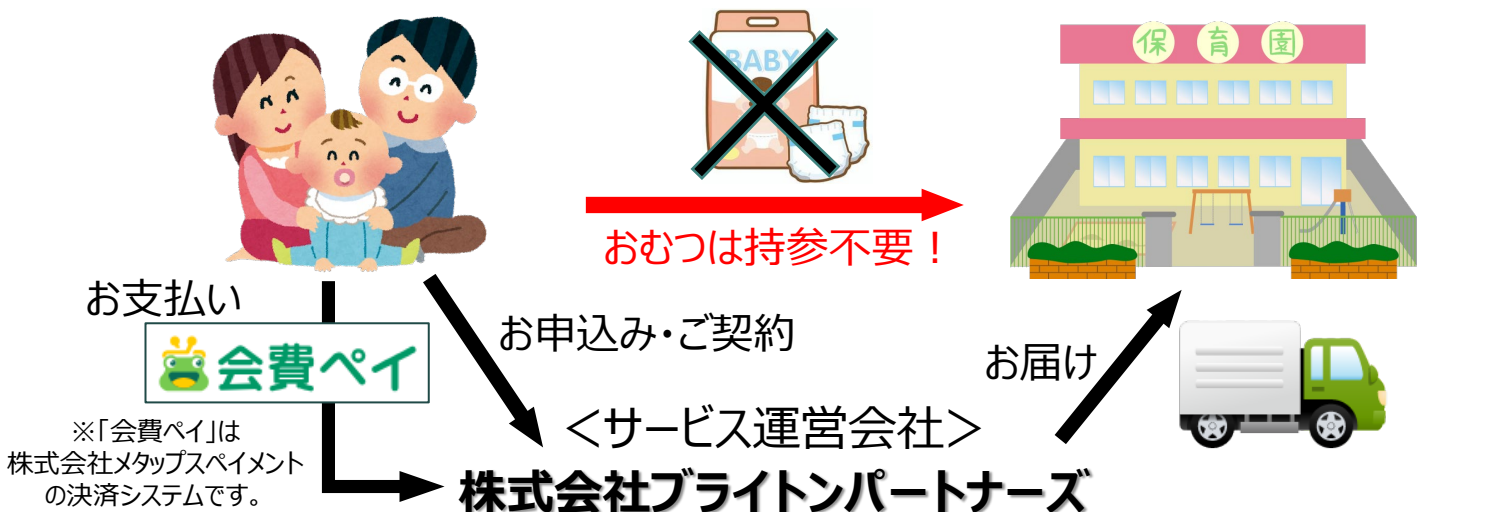 BABY
保育園
おむつは持参不要！
お支払い
会費ペイ
お申込み・ご契約
お届け
※「会費ペイ」は
株式会社メタップスペイメント
の決済システムです。
＜サービス運営会社＞
株式会社ブライトンパートナーズ